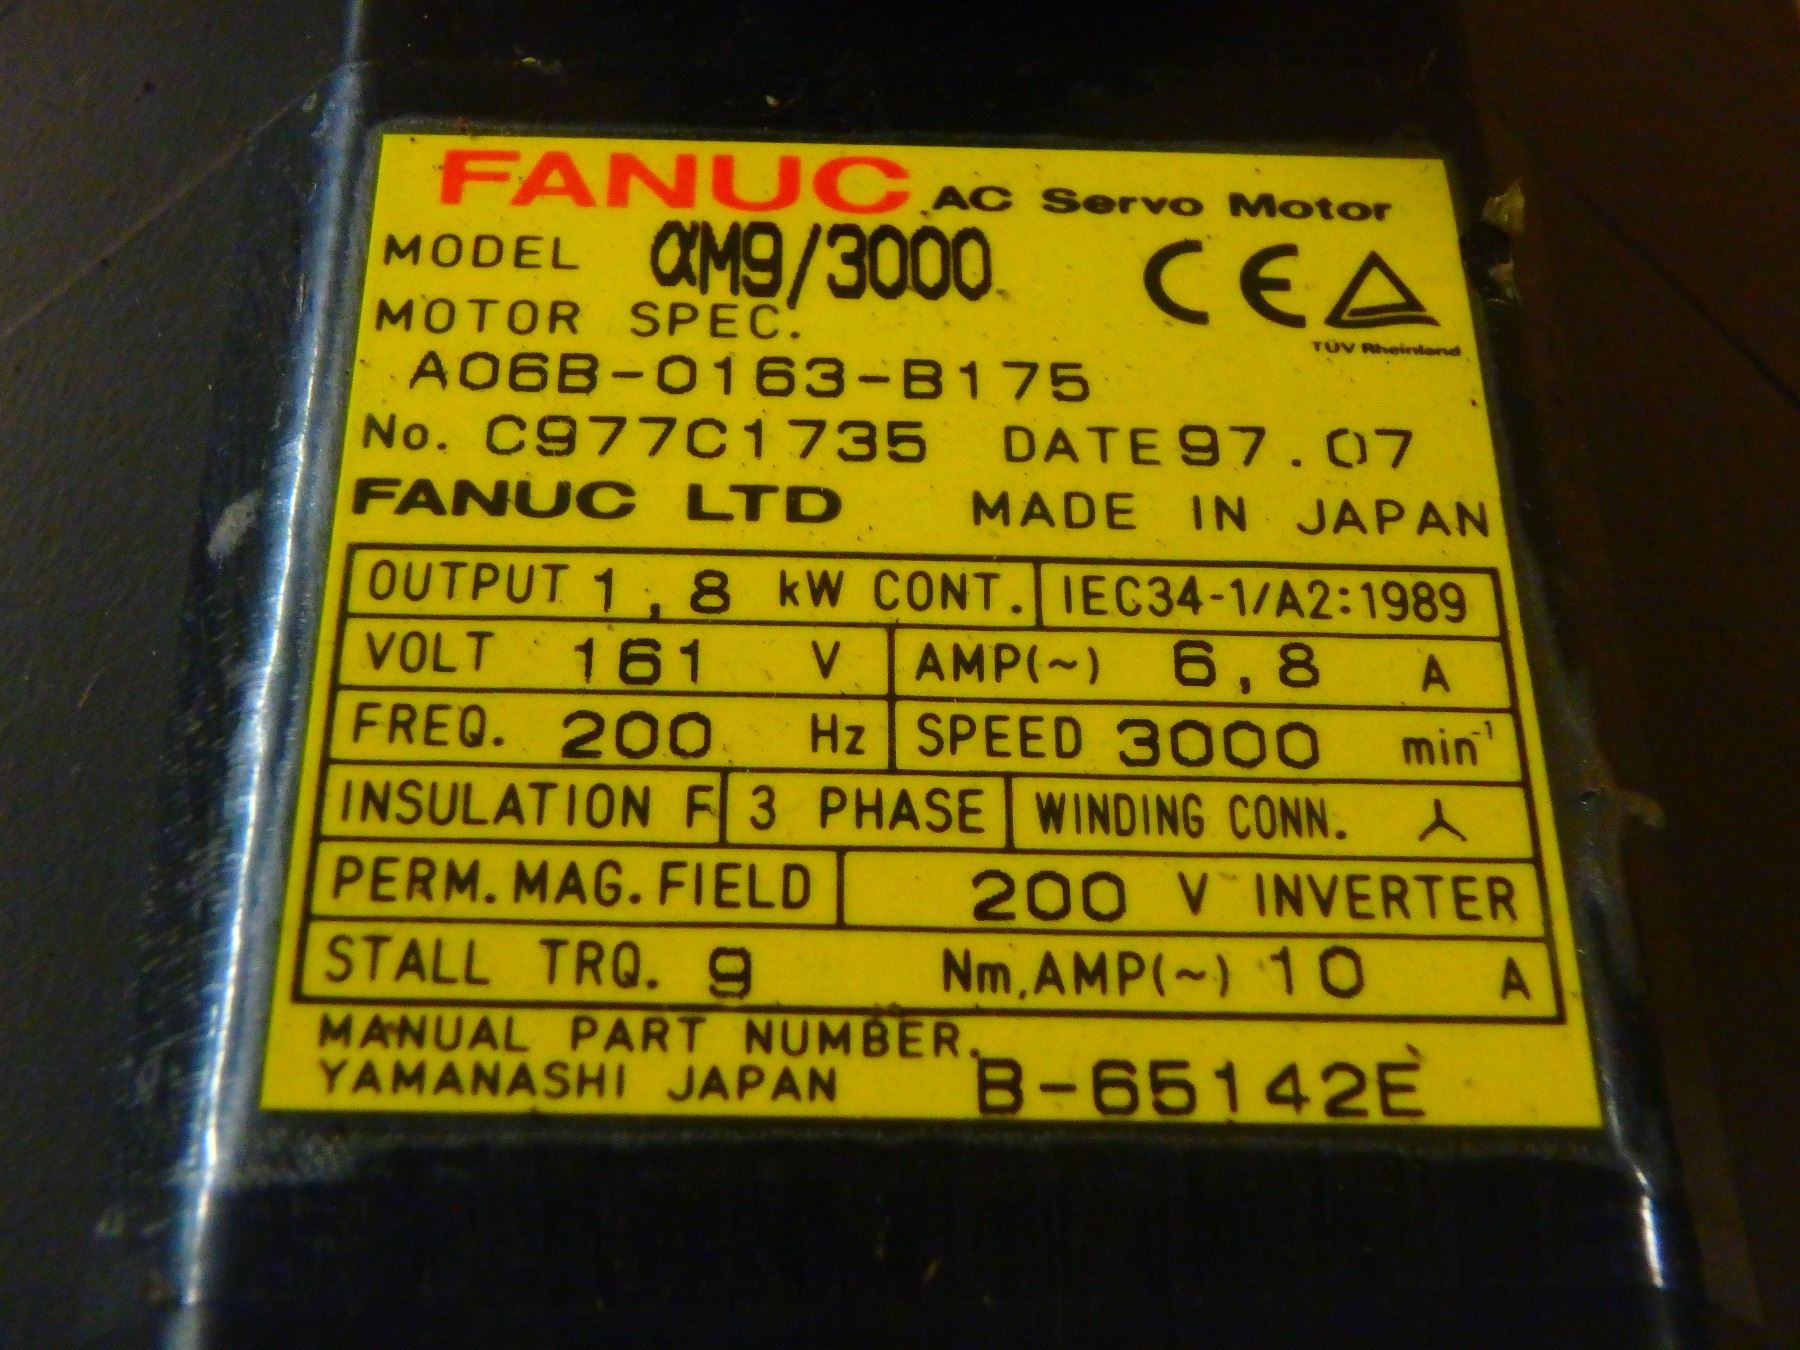 FANUC AC Servo Motor
MODEL αM9/3000
MOTOR SPEC.
TÜV Rheinland
A06B-0163-B175
No. C977C1735 DATE 97.07
FANUC LTD MADE IN JAPAN
OUTPUT 1,8 kW CONT. IEC34-1/A2:1989
VOLT 161 V AMP(~) 6,8 A
FREQ. 200 Hz SPEED 3000 min⁻¹
INSULATION F 3 PHASE WINDING CONN.
PERM. MAG. FIELD 200 V INVERTER
STALL TRQ. 9 Nm, AMP(~) 10 A
MANUAL PART NUMBER.
YAMANASHI JAPAN B-65142E